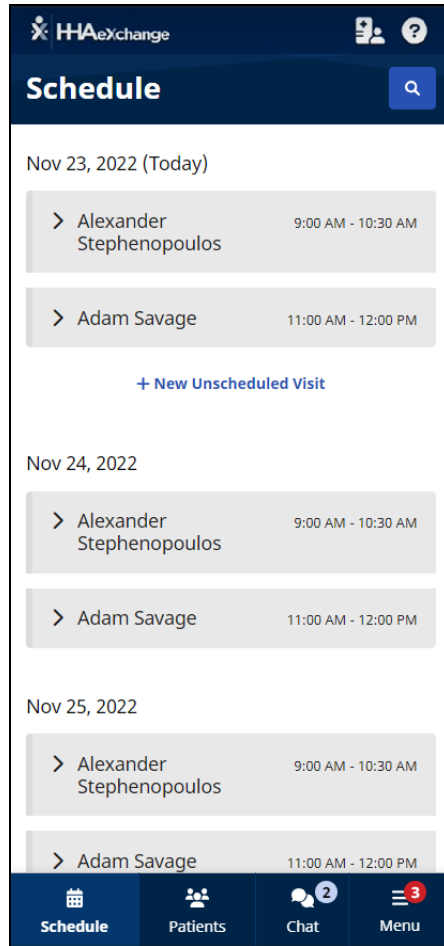 HHAeXchange
Schedule
Nov 23, 2022 (Today)
Alexander Stephenopoulos 9:00 AM - 10:30 AM
Adam Savage 11:00 AM - 12:00 PM
+ New Unscheduled Visit
Nov 24, 2022
Alexander Stephenopoulos 9:00 AM - 10:30 AM
Adam Savage 11:00 AM - 12:00 PM
Nov 25, 2022
Alexander Stephenopoulos 9:00 AM - 10:30 AM
Adam Savage 11:00 AM - 12:00 PM
Schedule Patients Chat 2 Menu 3